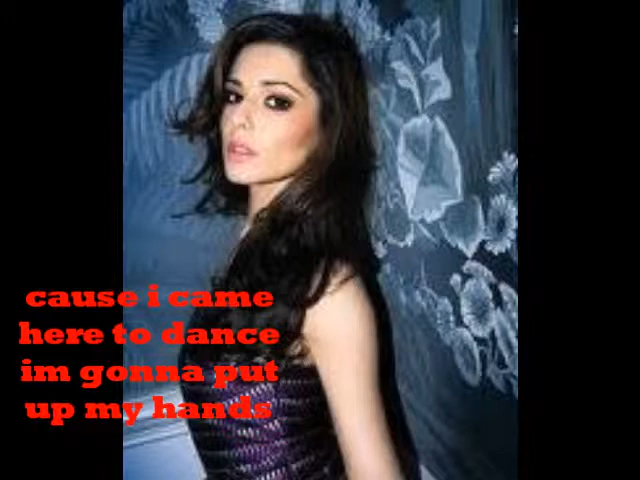 cause i came
here to dance
im gonna put
up my hands